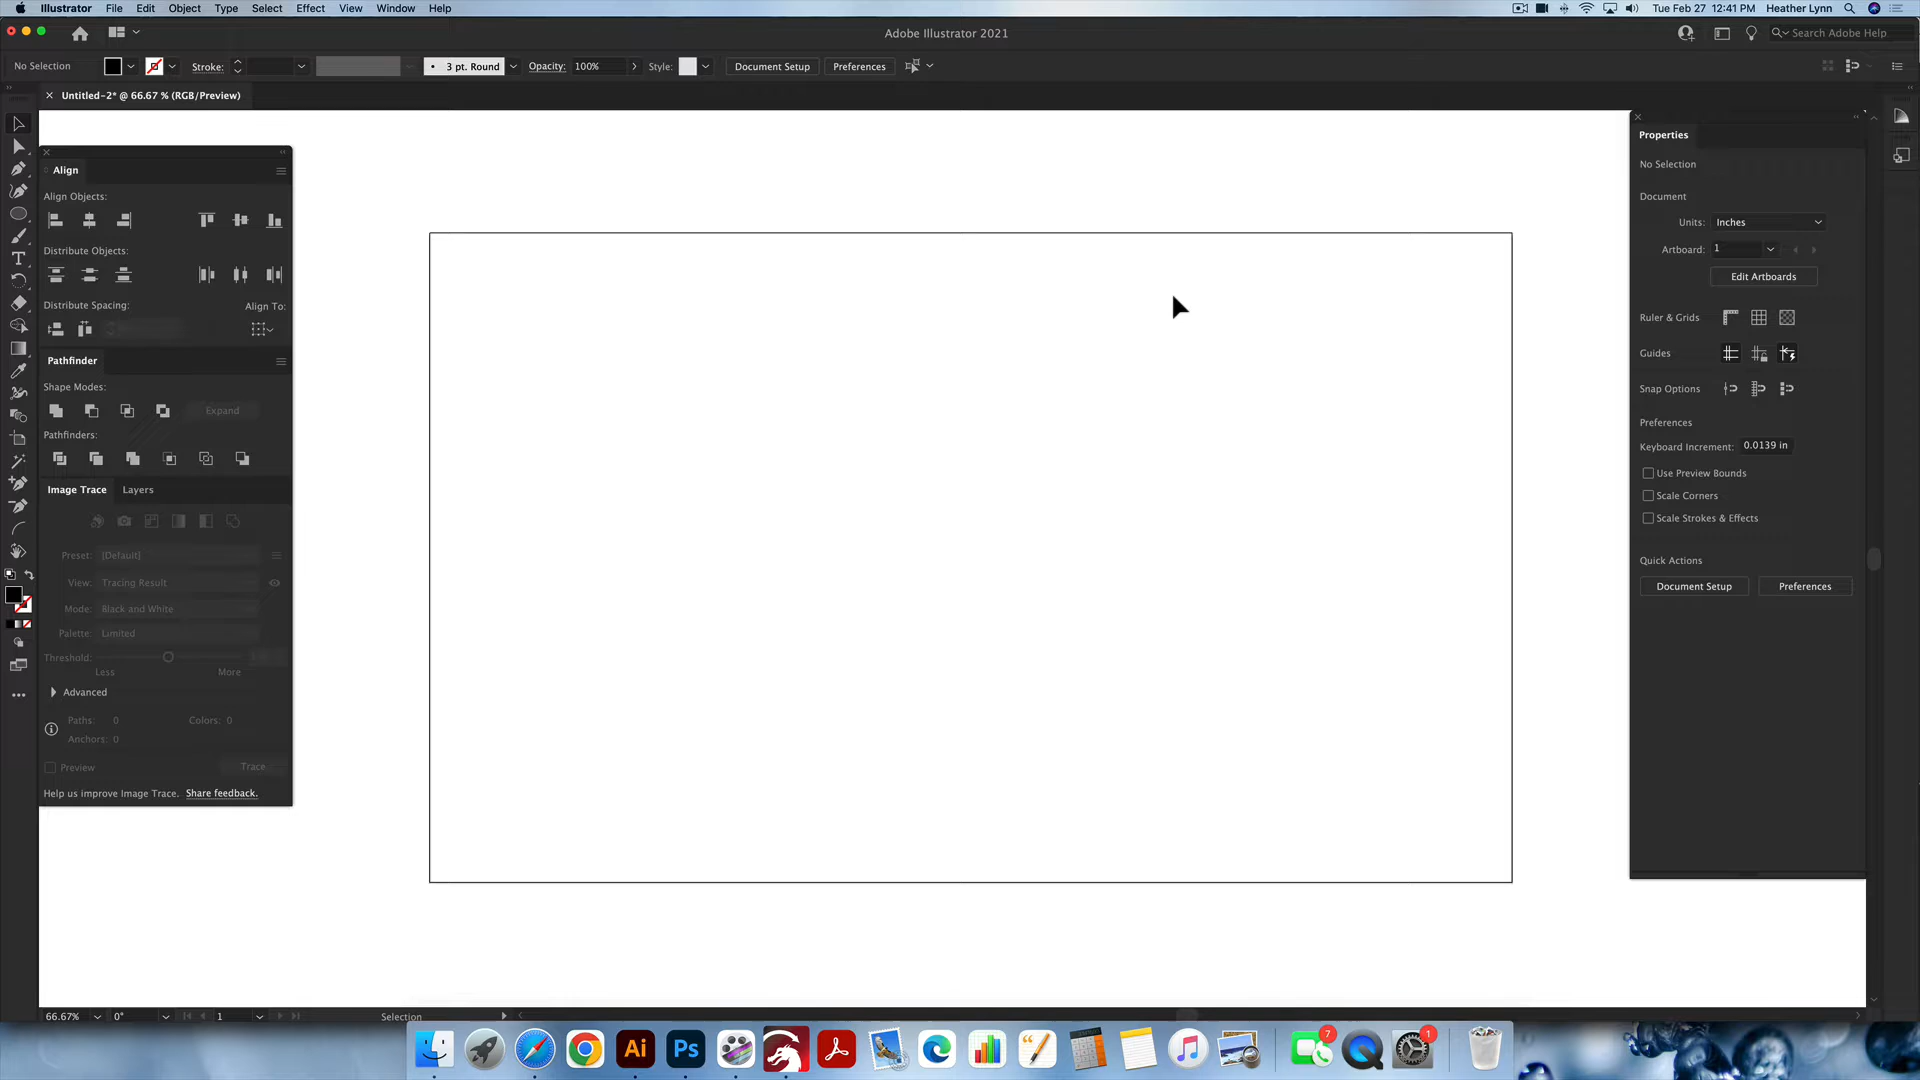 Illustrator File Edit Object Type Select Effect View Window Help
Tue Feb 27 12:41 PM Heather Lynn
Adobe Illustrator 2021
Search Adobe Help
No Selection
Stroke:
3 pt. Round
Opacity: 100%
Style:
Document Setup
Preferences
Untitled-2* @ 66.67 % (RGB/Preview)
Align
Align Objects:
Distribute Objects:
Distribute Spacing:
Align To:
Pathfinder
Shape Modes:
Expand
Pathfinders:
Image Trace Layers
Preset: [Default]
View: Tracing Result
Mode: Black and White
Palette: Limited
Threshold:
Less More
Advanced
Paths: 0 Colors: 0
Anchors: 0
Preview Trace
Help us improve Image Trace. Share feedback.
Properties
No Selection
Document
Units: Inches
Artboard: 1
Edit Artboards
Ruler & Grids
Guides
Snap Options
Preferences
Keyboard Increment: 0.0139 in
Use Preview Bounds
Scale Corners
Scale Strokes & Effects
Quick Actions
Document Setup Preferences
66.67% 0° 1 Selection
Ai Ps 7 1